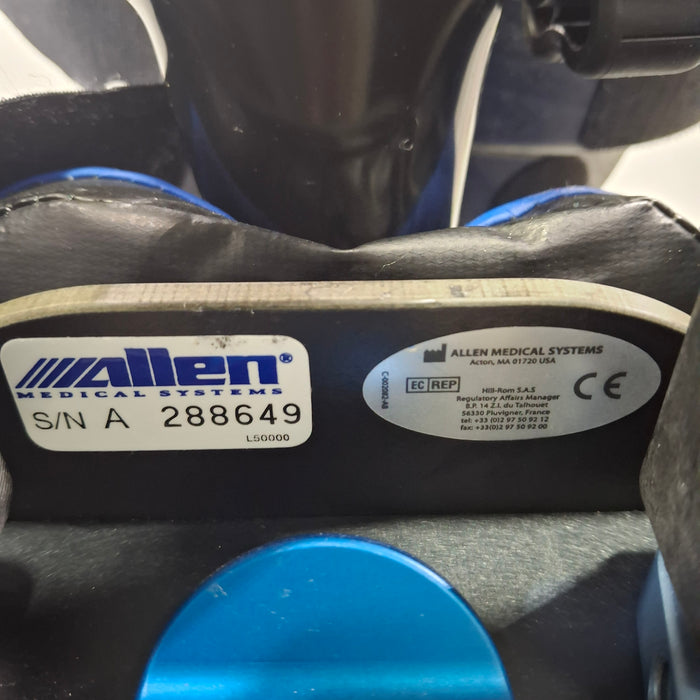 Allen®
MEDICAL SYSTEMS
S/N A 288649
L50000
C-002082-AB
ALLEN MEDICAL SYSTEMS
Acton, MA 01720 USA
EC REP
Hill-Rom S.A.S
Regulatory Affairs Manager
B.P. 14 Z.I. du Talhouet
56330 Pluvigner, France
tel: +33 (0)2 97 50 92 12
fax: +33(0)2 97 50 92 00
CE